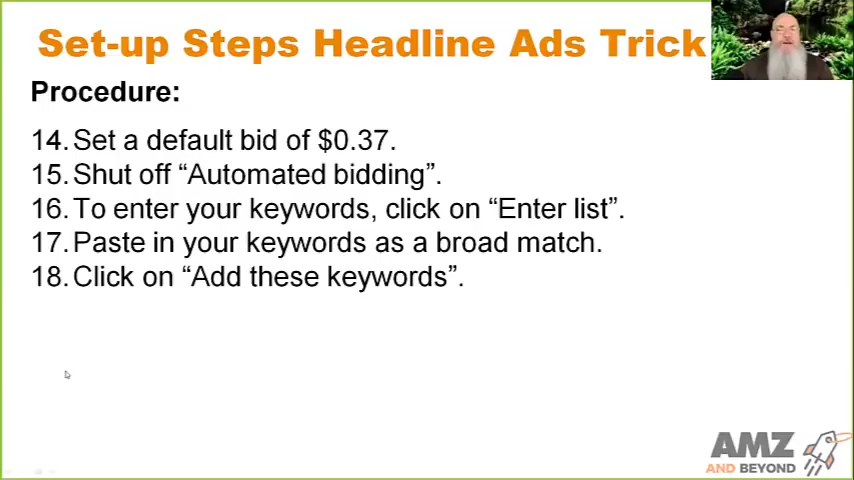 Set-up Steps Headline Ads Trick
Procedure:
14. Set a default bid of $0.37.
15. Shut off “Automated bidding”.
16. To enter your keywords, click on “Enter list”.
17. Paste in your keywords as a broad match.
18. Click on “Add these keywords”.
AMZ
AND BEYOND